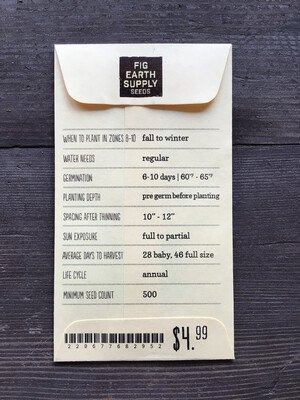 FIG
EARTH
SUPPLY
SEEDS
WHEN TO PLANT IN ZONES 8-10 fall to winter
WATER NEEDS regular
GERMINATION 6-10 days | 60°F - 65°F
PLANTING DEPTH pre germ before planting
SPACING AFTER THINNING 10" - 12"
SUN EXPOSURE full to partial
AVERAGE DAYS TO HARVEST 28 baby, 46 full size
LIFE CYCLE annual
MINIMUM SEED COUNT 500
$4.99
220677682952